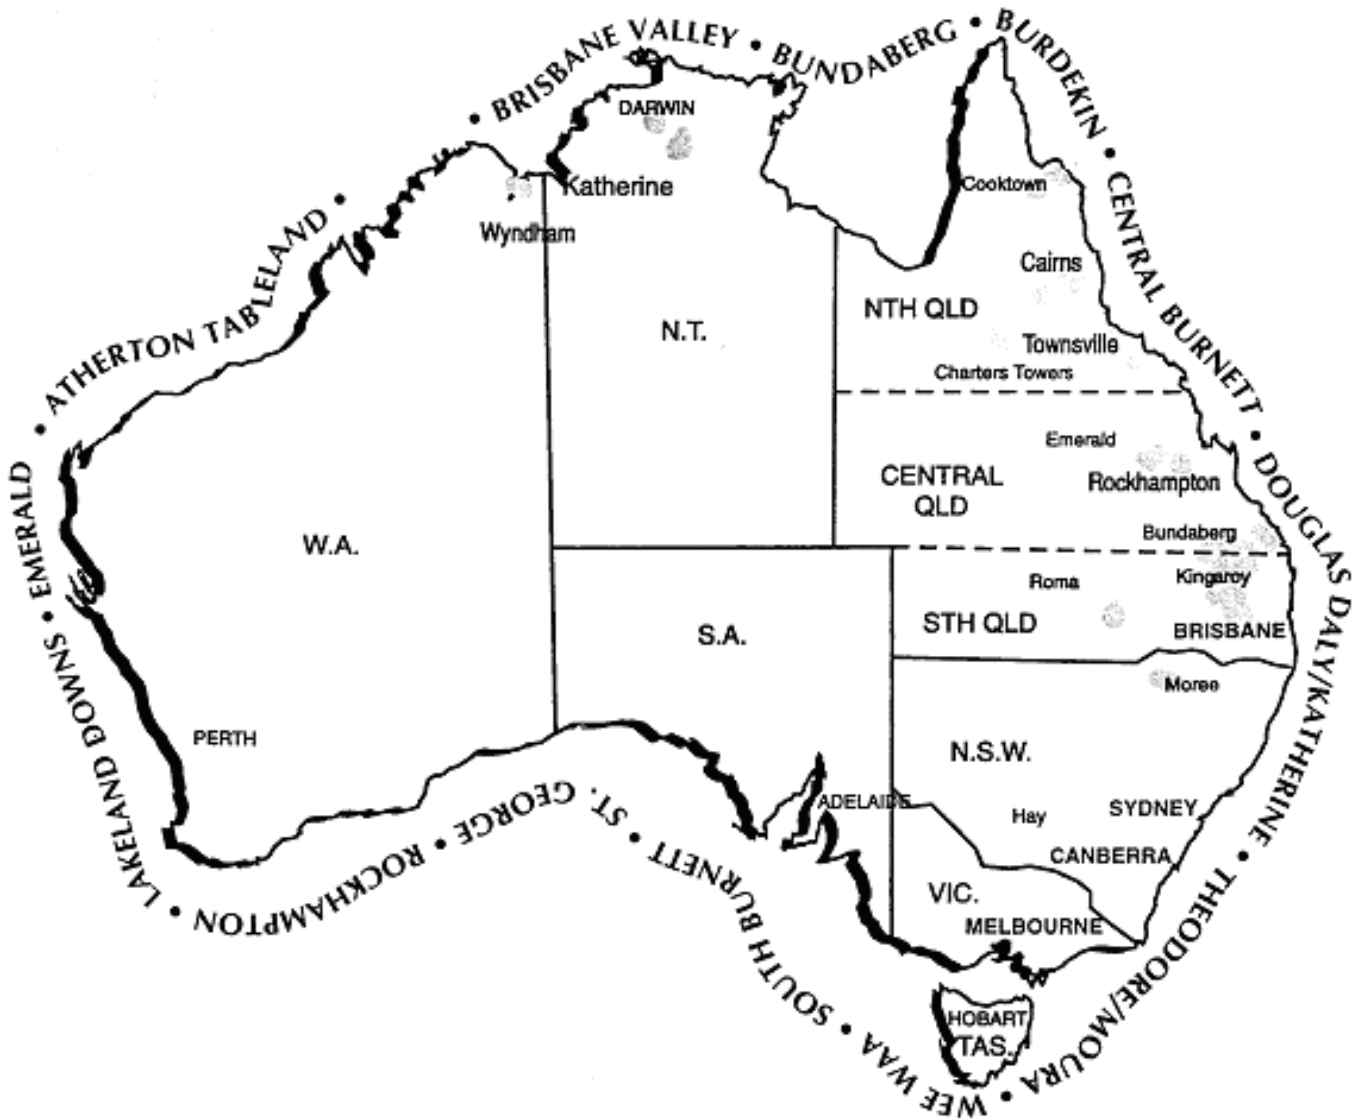 • ATHERTON TABLELAND • BRISBANE VALLEY • BUNDABERG • BURDEKIN • CENTRAL BURNETT • DOUGLAS DALY/KATHERINE • THEODORE/MOURA • WEE WAA • SOUTH BURNETT • ST. GEORGE • ROCKHAMPTON • LAKELAND DOWNS • EMERALD
DARWIN
Katherine
Cooktown
Wyndham
Cairns
NTH QLD
N.T.
Townsville
Charters Towers
Emerald
CENTRAL
QLD
Rockhampton
Bundaberg
W.A.
Roma
Kingaroy
STH QLD
BRISBANE
S.A.
Moree
PERTH
N.S.W.
ADELAIDE
Hay
SYDNEY
CANBERRA
VIC.
MELBOURNE
HOBART
TAS.